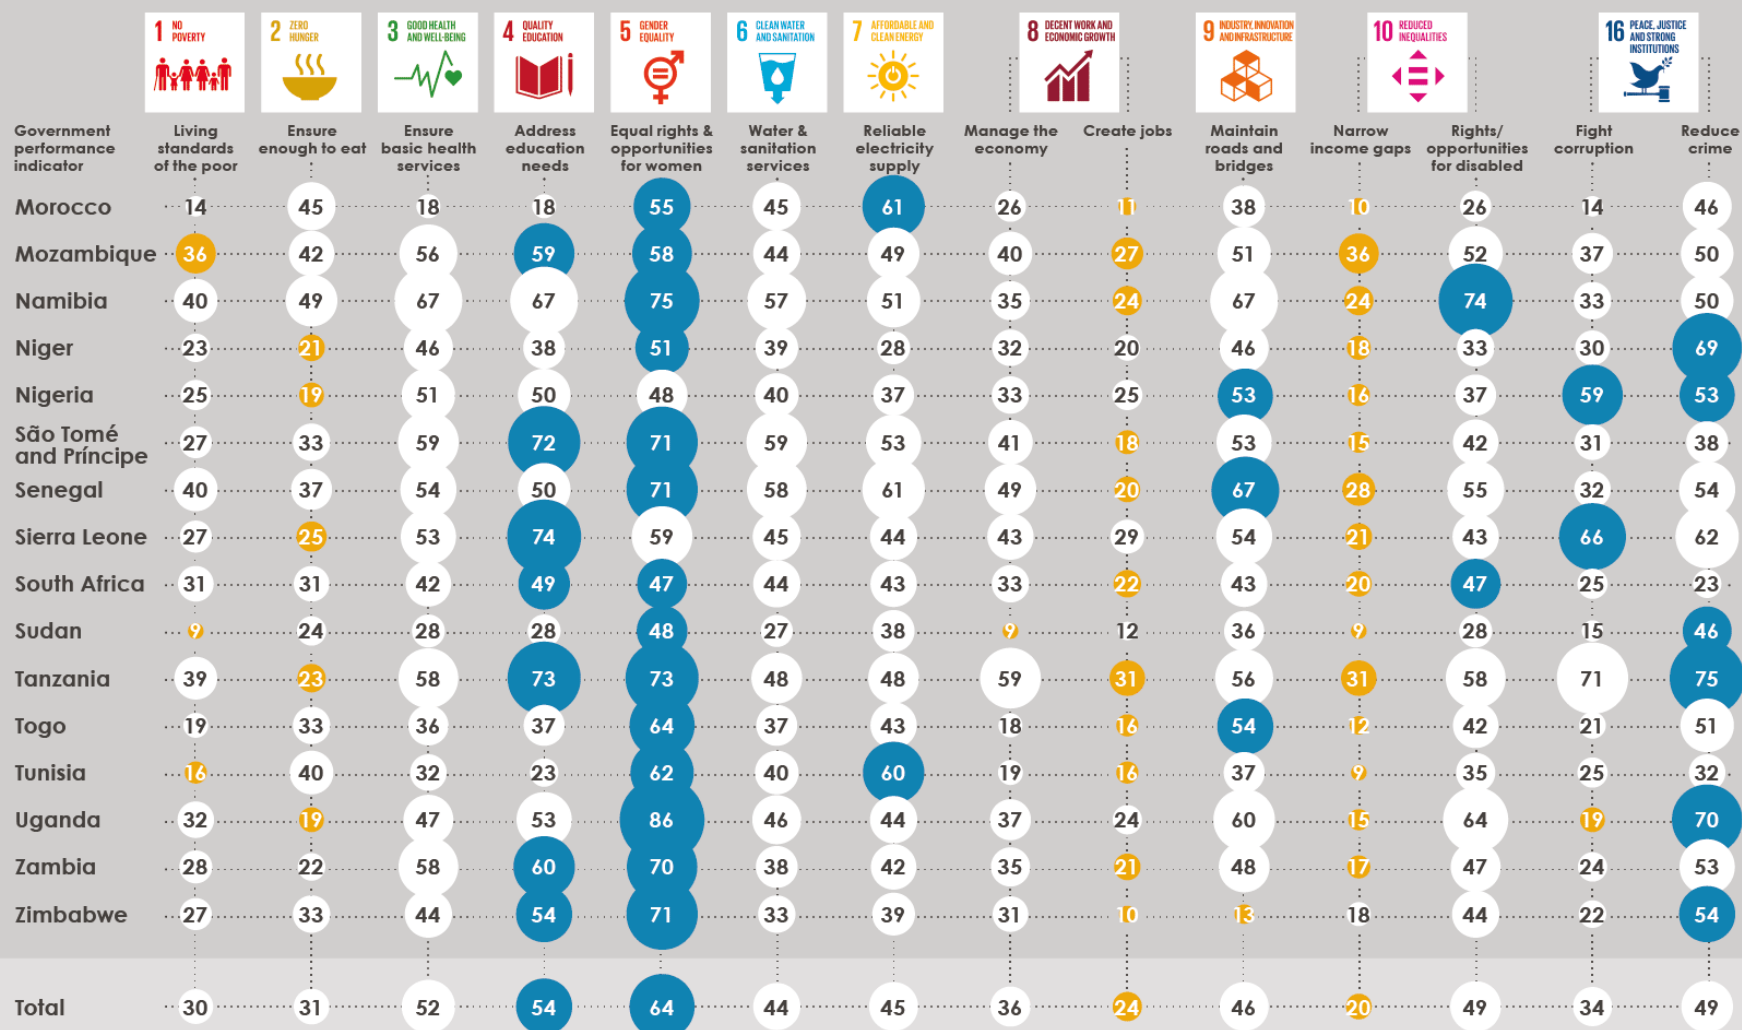 1 NO POVERTY
2 ZERO HUNGER
3 GOOD HEALTH AND WELL-BEING
4 QUALITY EDUCATION
5 GENDER EQUALITY
6 CLEAN WATER AND SANITATION
7 AFFORDABLE AND CLEAN ENERGY
8 DECENT WORK AND ECONOMIC GROWTH
9 INDUSTRY, INNOVATION AND INFRASTRUCTURE
10 REDUCED INEQUALITIES
16 PEACE, JUSTICE AND STRONG INSTITUTIONS
Government performance indicator
Living standards of the poor
Ensure enough to eat
Ensure basic health services
Address education needs
Equal rights & opportunities for women
Water & sanitation services
Reliable electricity supply
Manage the economy
Create jobs
Maintain roads and bridges
Narrow income gaps
Rights/ opportunities for disabled
Fight corruption
Reduce crime
Morocco 14 45 18 18 55 45 61 26 11 38 10 26 14 46
Mozambique 36 42 56 59 58 44 49 40 27 51 36 52 37 50
Namibia 40 49 67 67 75 57 51 35 24 67 24 74 33 50
Niger 23 21 46 38 51 39 28 32 20 46 18 33 30 69
Nigeria 25 19 51 50 48 40 37 33 25 53 16 37 59 53
São Tomé and Príncipe 27 33 59 72 71 59 53 41 18 53 15 42 31 38
Senegal 40 37 54 50 71 58 61 49 20 67 28 55 32 54
Sierra Leone 27 25 53 74 59 45 44 43 29 54 21 43 66 62
South Africa 31 31 42 49 47 44 43 33 22 43 20 47 25 23
Sudan 9 24 28 28 48 27 38 9 12 36 9 28 15 46
Tanzania 39 23 58 73 73 48 48 59 31 56 31 58 71 75
Togo 19 33 36 37 64 37 43 18 16 54 12 42 21 51
Tunisia 16 40 32 23 62 40 60 19 16 37 9 35 25 32
Uganda 32 19 47 53 86 46 44 37 24 60 15 64 19 70
Zambia 28 22 58 60 70 38 42 35 21 48 17 47 24 53
Zimbabwe 27 33 44 54 71 33 39 31 10 13 18 44 22 54
Total 30 31 52 54 64 44 45 36 24 46 20 49 34 49